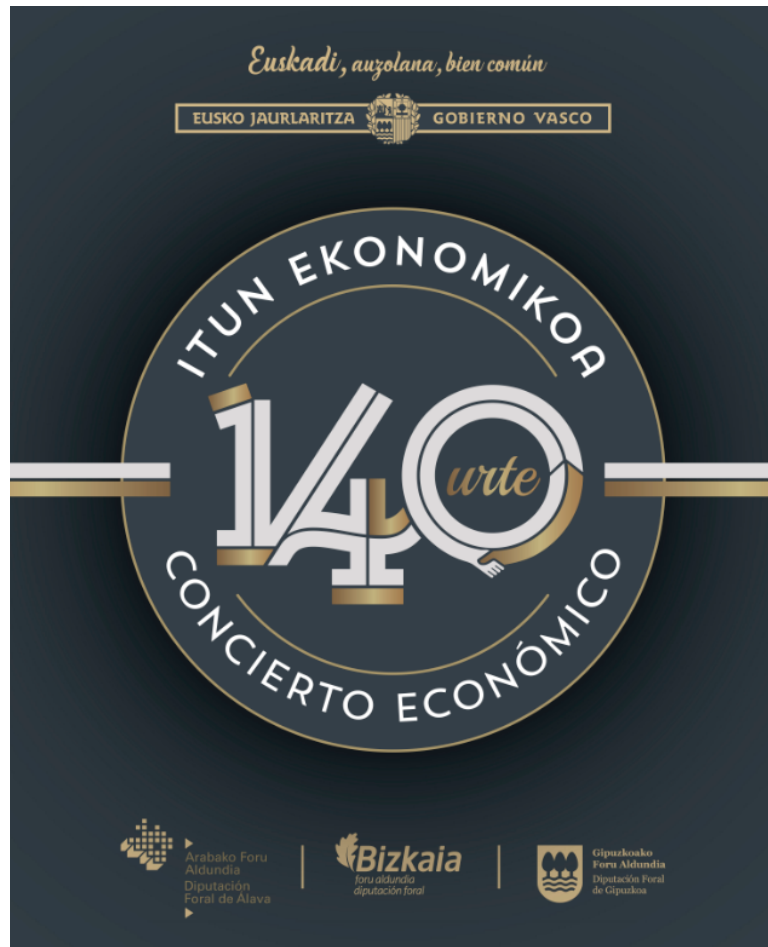 Euskadi, auzolana, bien común
EUSKO JAURLARITZA GOBIERNO VASCO
ITUN EKONOMIKOA
140
urte
CONCIERTO ECONÓMICO
Arabako Foru
Aldundia
Diputación
Foral de Álava
Bizkaia
foru aldundia
diputación foral
Gipuzkoako
Foru Aldundia
Diputación Foral
de Gipuzkoa